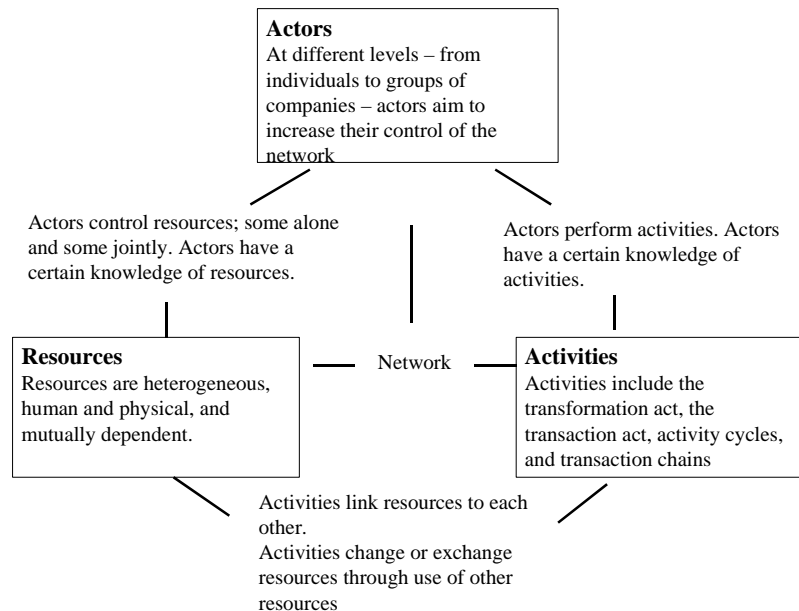 Actors
At different levels – from
individuals to groups of
companies – actors aim to
increase their control of the
network
Actors control resources; some alone
and some jointly. Actors have a
certain knowledge of resources.
Actors perform activities. Actors
have a certain knowledge of
activities.
Resources
Resources are heterogeneous,
human and physical, and
mutually dependent.
Network
Activities
Activities include the
transformation act, the
transaction act, activity cycles,
and transaction chains
Activities link resources to each
other.
Activities change or exchange
resources through use of other
resources